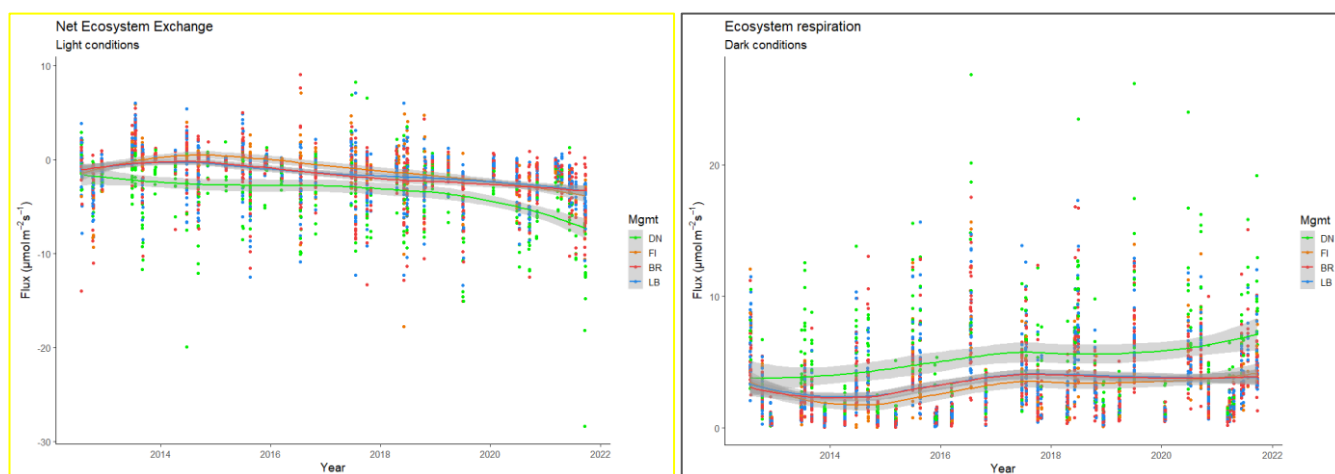 Net Ecosystem Exchange
Light conditions
Flux (μmol m⁻²s⁻¹)
10
0
-10
-20
-30
2014
2016
2018
2020
2022
Year
Mgmt
DN
FI
BR
LB
Ecosystem respiration
Dark conditions
Flux (μmol m⁻²s⁻¹)
20
10
0
2014
2016
2018
2020
2022
Year
Mgmt
DN
FI
BR
LB